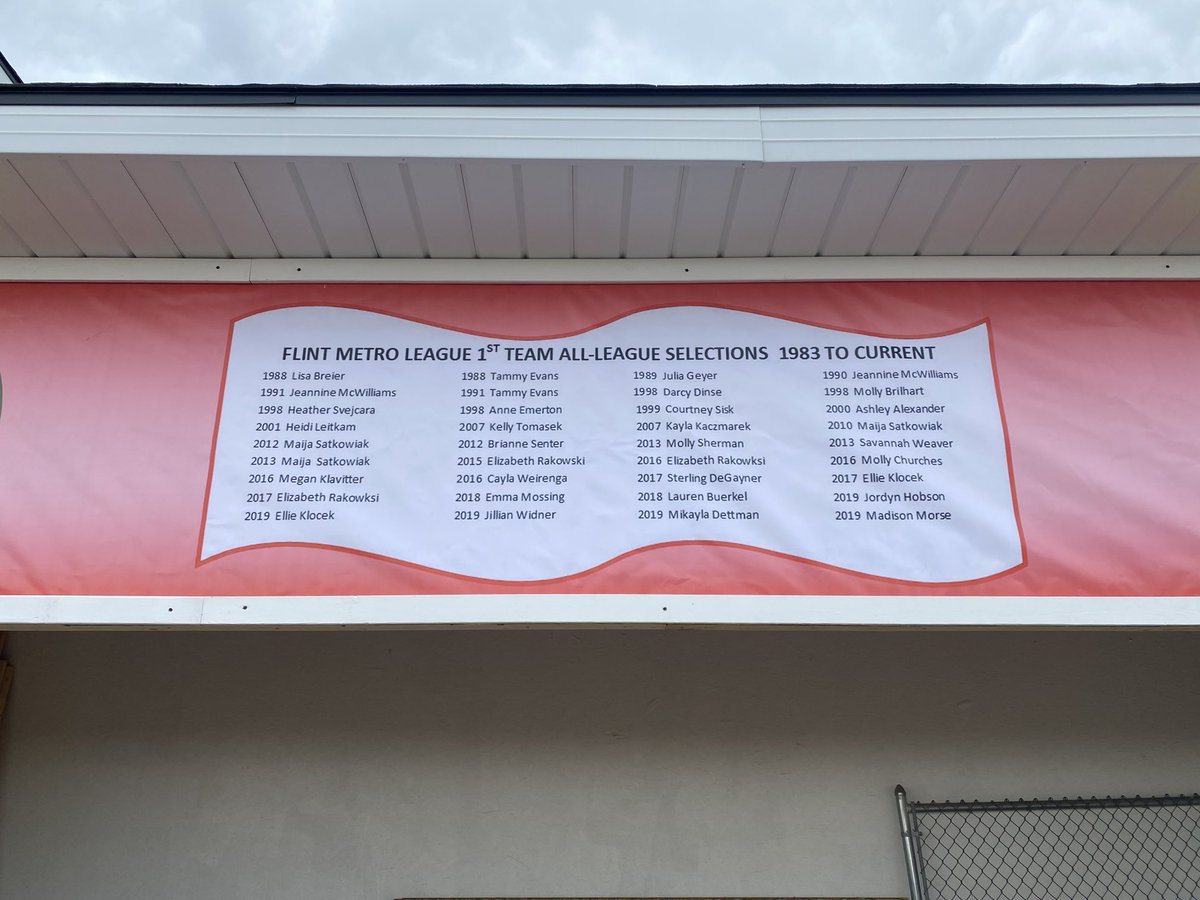 FLINT METRO LEAGUE 1ST TEAM ALL-LEAGUE SELECTIONS 1983 TO CURRENT
1988 Lisa Breier 1988 Tammy Evans 1989 Julia Geyer 1990 Jeannine McWilliams
1991 Jeannine McWilliams 1991 Tammy Evans 1998 Darcy Dinse 1998 Molly Brilhart
1998 Heather Svejcara 1998 Anne Emerton 1999 Courtney Sisk 2000 Ashley Alexander
2001 Heidi Leitkam 2007 Kelly Tomasek 2007 Kayla Kaczmarek 2010 Maija Satkowiak
2012 Maija Satkowiak 2012 Brianne Senter 2013 Molly Sherman 2013 Savannah Weaver
2013 Maija Satkowiak 2015 Elizabeth Rakowski 2016 Elizabeth Rakowksi 2016 Molly Churches
2016 Megan Klavitter 2016 Cayla Weirenga 2017 Sterling DeGayner 2017 Ellie Klocek
2017 Elizabeth Rakowksi 2018 Emma Mossing 2018 Lauren Buerkel 2019 Jordyn Hobson
2019 Ellie Klocek 2019 Jillian Widner 2019 Mikayla Dettman 2019 Madison Morse